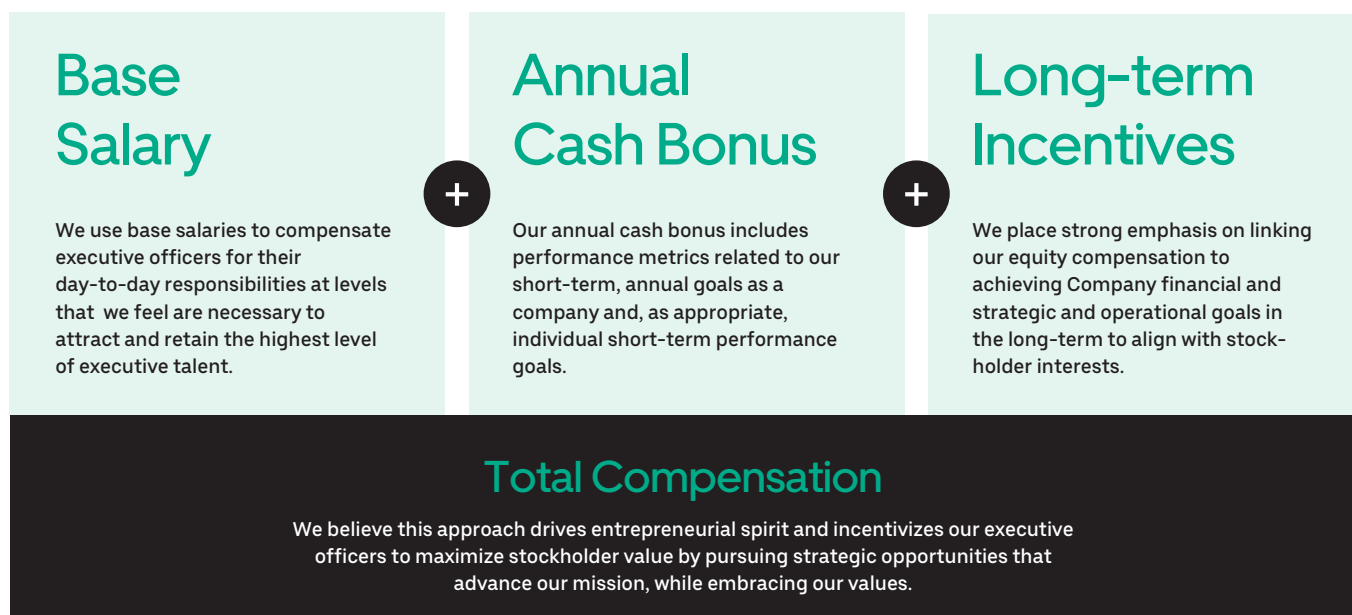 Base
Salary
We use base salaries to compensate
executive officers for their
day-to-day responsibilities at levels
that  we feel are necessary to
attract and retain the highest level
of executive talent.
+
Annual
Cash Bonus
Our annual cash bonus includes
performance metrics related to our
short-term, annual goals as a
company and, as appropriate,
individual short-term performance
goals.
+
Long-term
Incentives
We place strong emphasis on linking
our equity compensation to
achieving Company financial and
strategic and operational goals in
the long-term to align with stock-
holder interests.
Total Compensation
We believe this approach drives entrepreneurial spirit and incentivizes our executive
officers to maximize stockholder value by pursuing strategic opportunities that
advance our mission, while embracing our values.